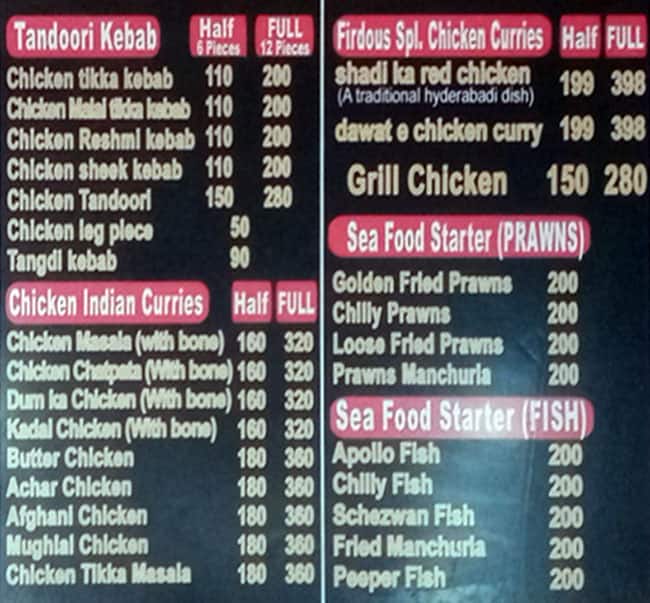 Tandoori Kebab Half FULL
6 Pieces 12 Pieces
Chicken tikka kebab 110 200
Chicken Malai tikka kebab 110 200
Chicken Reshmi kebab 110 200
Chicken sheek kebab 110 200
Chicken Tandoori 150 280
Chicken leg piece 50
Tangdi kebab 90
Chicken Indian Curries Half FULL
Chicken Masala (with bone) 160 320
Chicken Chatpata (With bone) 160 320
Dum ka Chicken (With bone) 160 320
Kadai Chicken (With bone) 160 320
Butter Chicken 180 360
Achar Chicken 180 360
Afghani Chicken 180 360
Mughlai Chicken 180 360
Chicken Tikka Masala 180 360
Firdous Spl. Chicken Curries Half FULL
shadi ka red chicken 199 398
(A traditional hyderabadi dish)
dawat e chicken curry 199 398
Grill Chicken 150 280
Sea Food Starter (PRAWNS)
Golden Fried Prawns 200
Chilly Prawns 200
Loose Fried Prawns 200
Prawns Manchuria 200
Sea Food Starter (FISH)
Apollo Fish 200
Chilly Fish 200
Schezwan Fish 200
Fried Manchuria 200
Peeper Fish 200